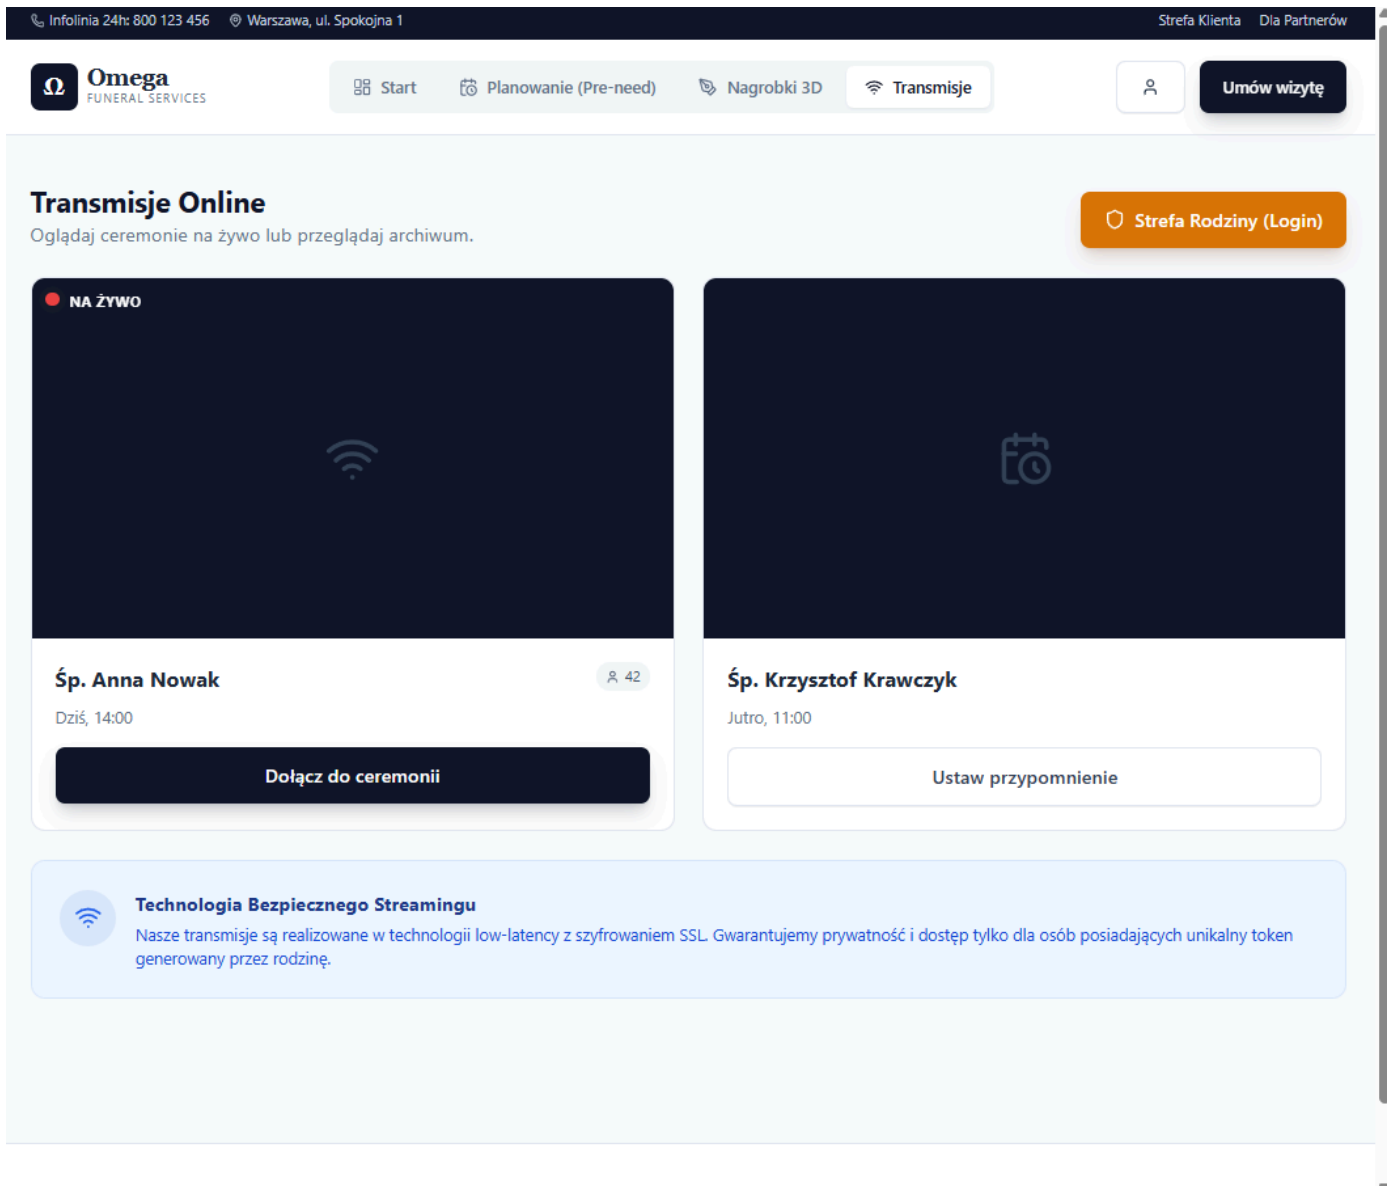 Infolinia 24h: 800 123 456
Warszawa, ul. Spokojna 1
Strefa Klienta
Dla Partnerów
Ω
Omega
FUNERAL SERVICES
Start
Planowanie (Pre-need)
Nagrobki 3D
Transmisje
Umów wizytę
Transmisje Online
Oglądaj ceremonie na żywo lub przeglądaj archiwum.
Strefa Rodziny (Login)
NA ŻYWO
Śp. Anna Nowak
42
Dziś, 14:00
Dołącz do ceremonii
Śp. Krzysztof Krawczyk
Jutro, 11:00
Ustaw przypomnienie
Technologia Bezpiecznego Streamingu
Nasze transmisje są realizowane w technologii low-latency z szyfrowaniem SSL. Gwarantujemy prywatność i dostęp tylko dla osób posiadających unikalny token
generowany przez rodzinę.